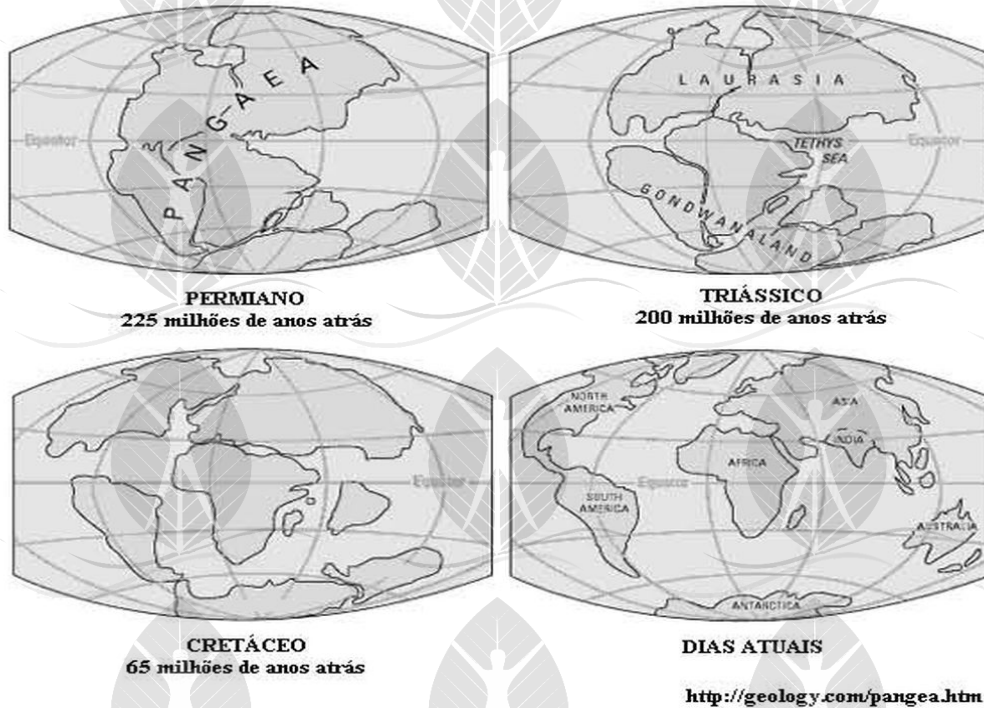 PANGAEA
Equator
PERMIANO
225 milhões de anos atrás
LAURASIA
TETHYS
SEA
Equator
GONDWANALAND
TRIÁSSICO
200 milhões de anos atrás
Equator
CRETÁCEO
65 milhões de anos atrás
NORTH
AMERICA
ASIA
INDIA
AFRICA
Equator
SOUTH
AMERICA
AUSTRALIA
ANTARCTICA
DIAS ATUAIS
http://geology.com/pangea.htm